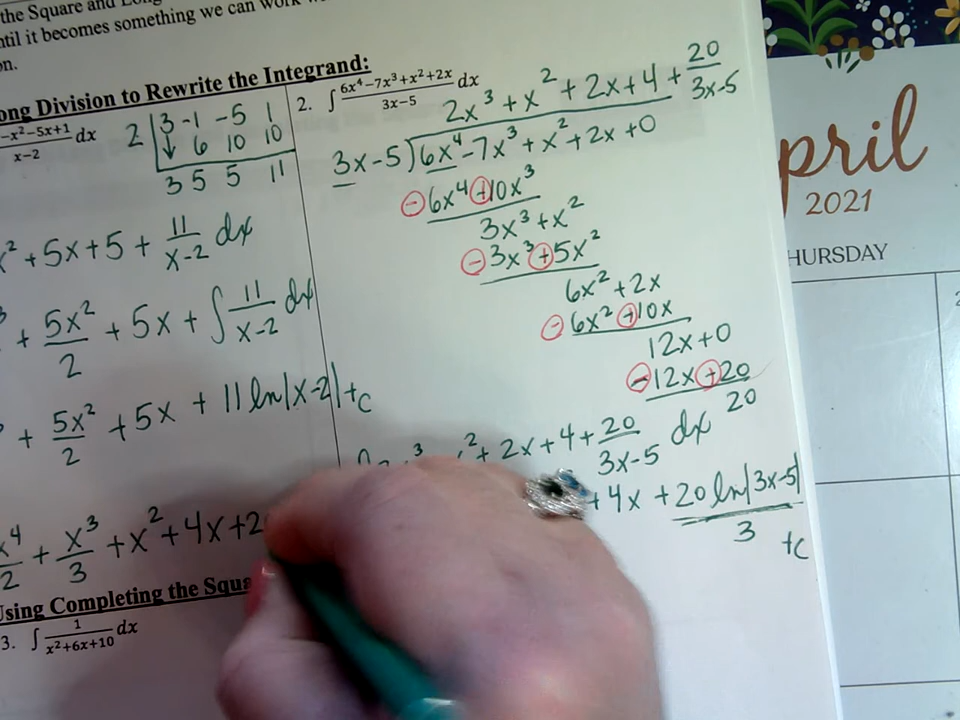 the Square and
ntil it becomes something we can work
on.
ong Division to Rewrite the Integrand:
−x²−5x+1 / x−2 dx
2 | 3 -1 -5 1
↓ 6 10 10
3 5 5 11
x² + 5x + 5 + 11/(x-2) dx
+ 5x²/2 + 5x + ∫ 11/(x-2) dx
+ 5x²/2 + 5x + 11 ln|x-2| + c
x⁴/2 + x³/3 + x² + 4x + 2
2. ∫ (6x⁴−7x³+x²+2x)/(3x−5) dx
2x³ + x² + 2x + 4 + 20/(3x-5)
3x-5 ) 6x⁴ - 7x³ + x² + 2x + 0
- 6x⁴ + 10x³
3x³ + x²
- 3x³ + 5x²
6x² + 2x
- 6x² + 10x
12x + 0
- 12x + 20
20
³ x² + 2x + 4 + 20/(3x-5) dx
+ 4x + 20 ln|3x-5| / 3 + c
Using Completing the Squa
3. ∫ 1/(x²+6x+10) dx
pril
2021
HURSDAY